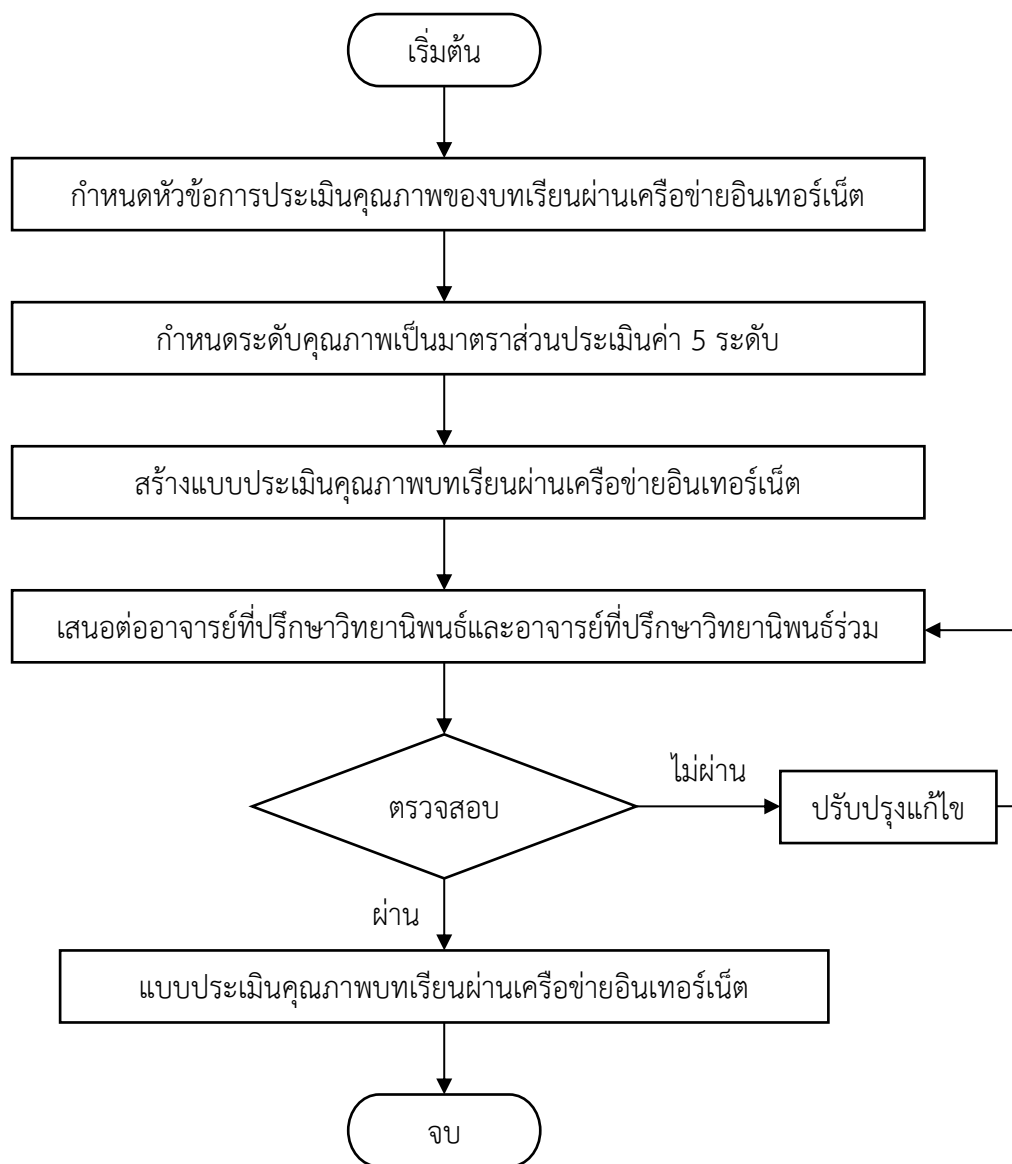 เริ่มต้น
กำหนดหัวข้อการประเมินคุณภาพของบทเรียนผ่านเครือข่ายอินเทอร์เน็ต
กำหนดระดับคุณภาพเป็นมาตราส่วนประเมินค่า 5 ระดับ
สร้างแบบประเมินคุณภาพบทเรียนผ่านเครือข่ายอินเทอร์เน็ต
เสนอต่ออาจารย์ที่ปรึกษาวิทยานิพนธ์และอาจารย์ที่ปรึกษาวิทยานิพนธ์ร่วม
ไม่ผ่าน
ตรวจสอบ
ปรับปรุงแก้ไข
ผ่าน
แบบประเมินคุณภาพบทเรียนผ่านเครือข่ายอินเทอร์เน็ต
จบ